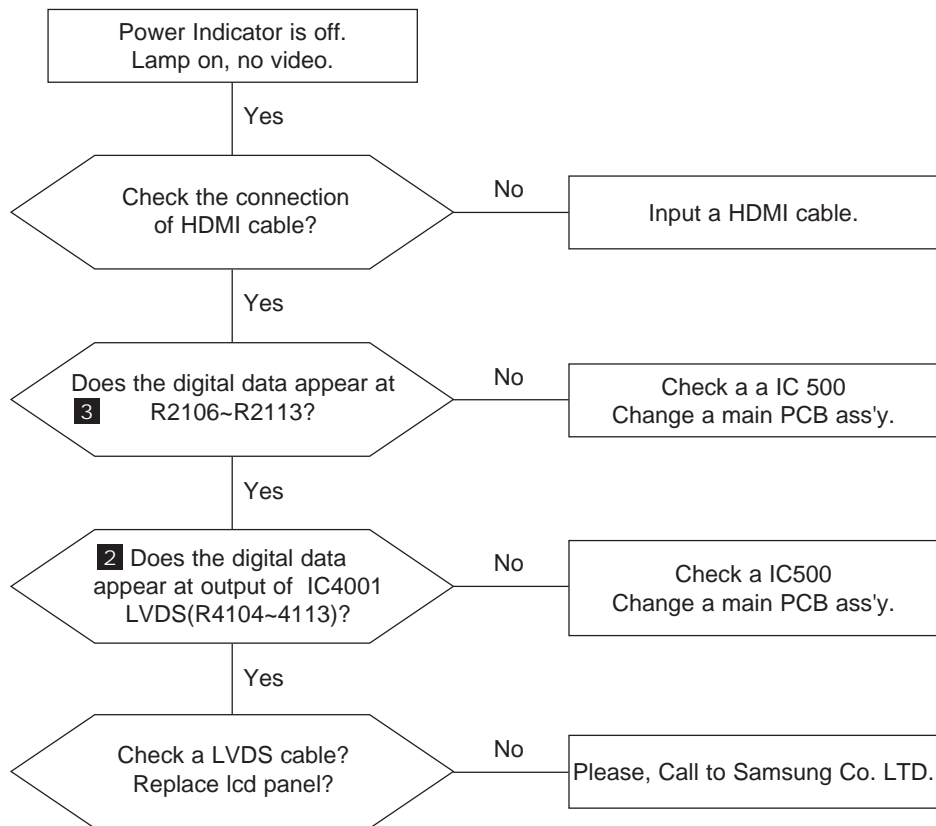 Power Indicator is off.
Lamp on, no video.
Yes
Check the connection
of HDMI cable?
No
Input a HDMI cable.
Yes
Does the digital data appear at
3 R2106~R2113?
No
Check a a IC 500
Change a main PCB ass'y.
Yes
2 Does the digital data
appear at output of IC4001
LVDS(R4104~4113)?
No
Check a IC500
Change a main PCB ass'y.
Yes
Check a LVDS cable?
Replace lcd panel?
No
Please, Call to Samsung Co. LTD.